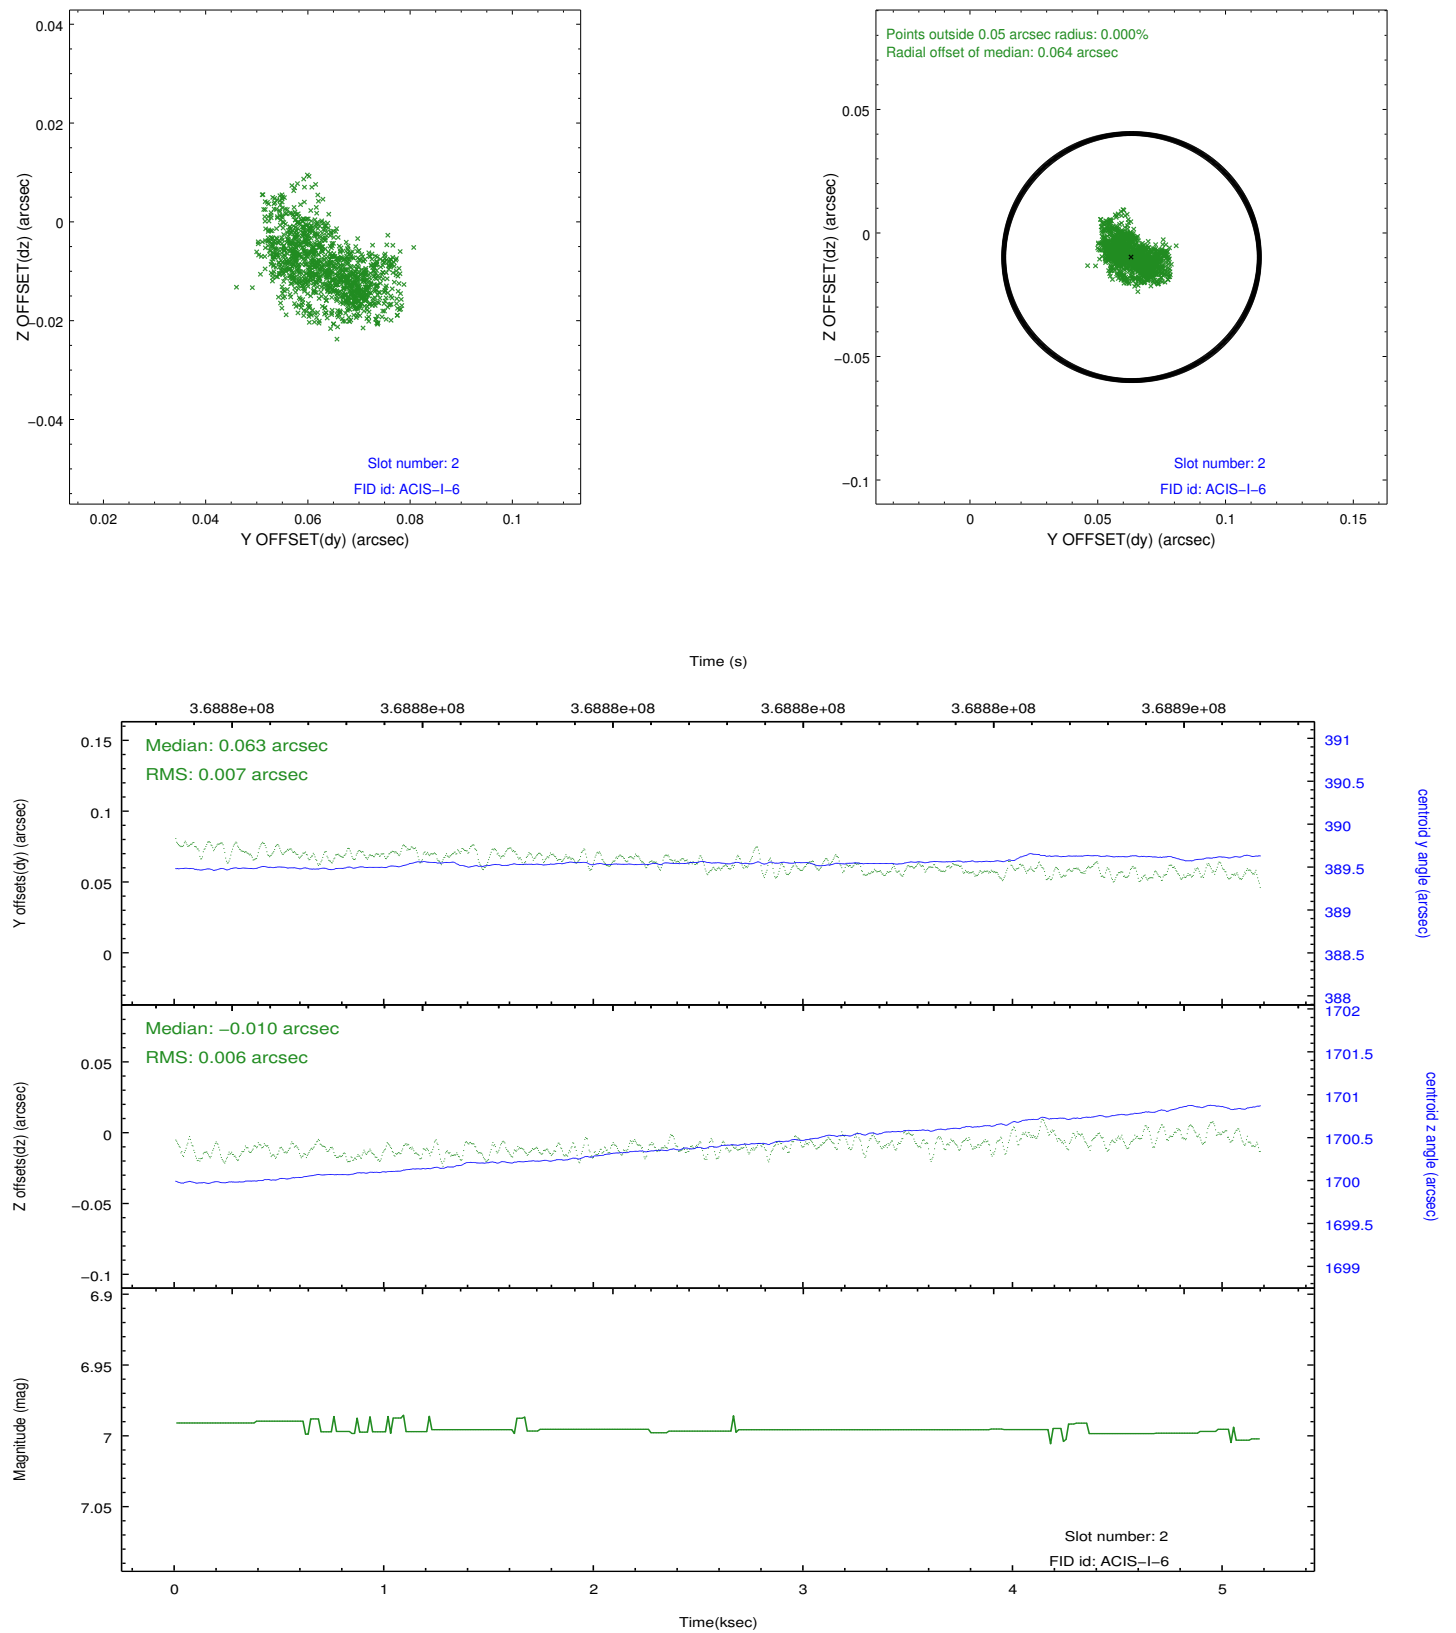 0.04
0.02
0
−0.02
−0.04
Z OFFSET(dz) (arcsec)
Slot number: 2
FID id: ACIS−I−6
0.02
0.04
0.06
0.08
0.1
Y OFFSET(dy) (arcsec)
Points outside 0.05 arcsec radius: 0.000%
Radial offset of median: 0.064 arcsec
0.05
0
−0.05
−0.1
Z OFFSET(dz) (arcsec)
Slot number: 2
FID id: ACIS−I−6
0
0.05
0.1
0.15
Y OFFSET(dy) (arcsec)
Time (s)
3.6888e+08
3.6888e+08
3.6888e+08
3.6888e+08
3.6888e+08
3.6889e+08
Median: 0.063 arcsec
RMS: 0.007 arcsec
0.15
0.1
0.05
0
Y offsets(dy) (arcsec)
391
390.5
390
389.5
389
388.5
388
centroid y angle (arcsec)
Median: −0.010 arcsec
RMS: 0.006 arcsec
0.05
0
−0.05
−0.1
Z offsets(dz) (arcsec)
1702
1701.5
1701
1700.5
1700
1699.5
1699
centroid z angle (arcsec)
6.9
6.95
7
7.05
Magnitude (mag)
Slot number: 2
FID id: ACIS−I−6
0
1
2
3
4
5
Time(ksec)